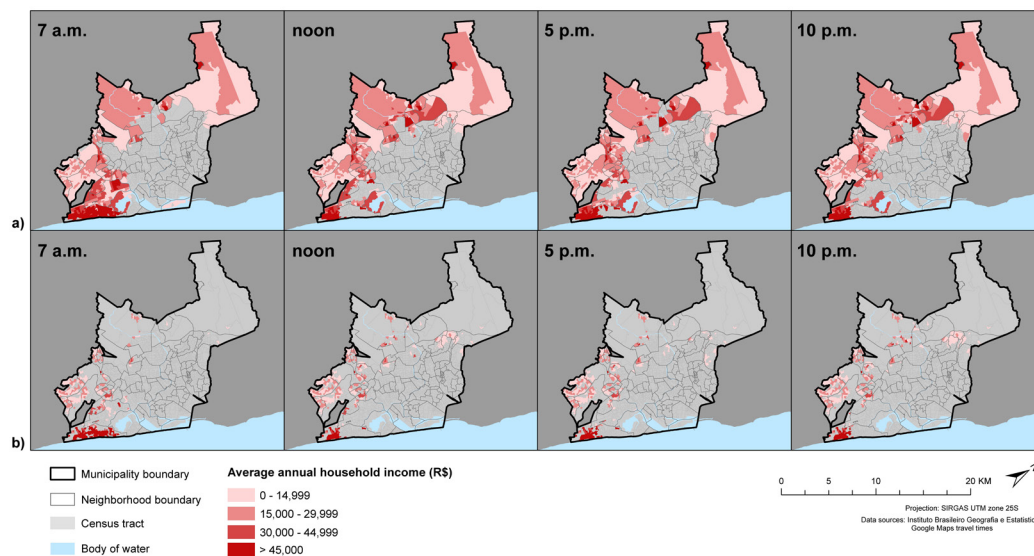 7 a.m.
noon
5 p.m.
10 p.m.
a)
7 a.m.
noon
5 p.m.
10 p.m.
b)
Municipality boundary
Neighborhood boundary
Census tract
Body of water
Average annual household income (R$)
0 - 14,999
15,000 - 29,999
30,000 - 44,999
> 45,000
0 5 10 20 KM
Projection: SIRGAS UTM zone 25S
Data sources: Instituto Brasileiro Geografia e Estatístic
Google Maps travel times